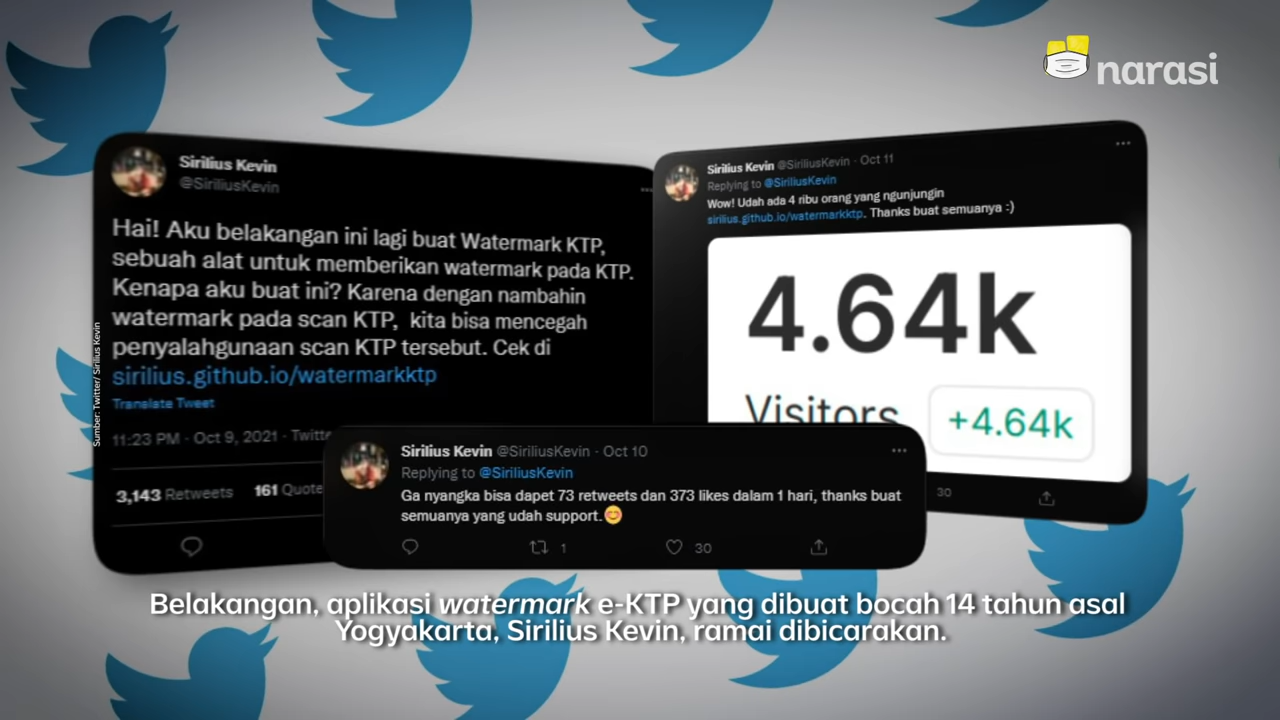 narasi
Sirilius Kevin
@SiriliusKevin
Hai! Aku belakangan ini lagi buat Watermark KTP,
sebuah alat untuk memberikan watermark pada KTP.
Kenapa aku buat ini? Karena dengan nambahin
watermark pada scan KTP, kita bisa mencegah
penyalahgunaan scan KTP tersebut. Cek di
sirilius.github.io/watermarkktp
Translate Tweet
11:23 PM · Oct 9, 2021 · Twitte
3,143 Retweets 161 Quote
Sumber: Twitter/ Sirilius Kevin
Sirilius Kevin @SiriliusKevin · Oct 11
Replying to @SiriliusKevin
Wow! Udah ada 4 ribu orang yang ngunjungin
sirilius.github.io/watermarkktp. Thanks buat semuanya :)
4.64k
Visitors +4.64k
30
Sirilius Kevin @SiriliusKevin · Oct 10
Replying to @SiriliusKevin
Ga nyangka bisa dapet 73 retweets dan 373 likes dalam 1 hari, thanks buat
semuanya yang udah support.😊
1 30
Belakangan, aplikasi watermark e-KTP yang dibuat bocah 14 tahun asal
Yogyakarta, Sirilius Kevin, ramai dibicarakan.